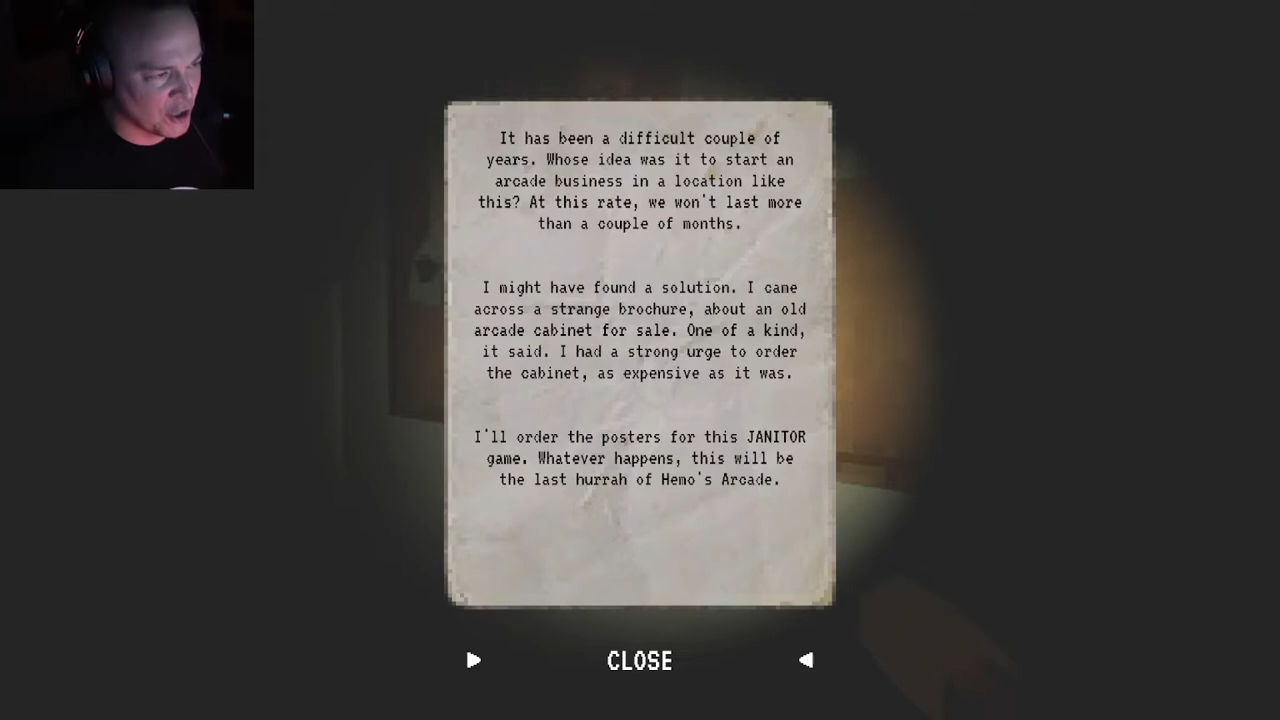 It has been a difficult couple of
years. Whose idea was it to start an
arcade business in a location like
this? At this rate, we won't last more
than a couple of months.
I might have found a solution. I came
across a strange brochure, about an old
arcade cabinet for sale. One of a kind,
it said. I had a strong urge to order
the cabinet, as expensive as it was.
I'll order the posters for this JANITOR
game. Whatever happens, this will be
the last hurrah of Hemo's Arcade.
CLOSE